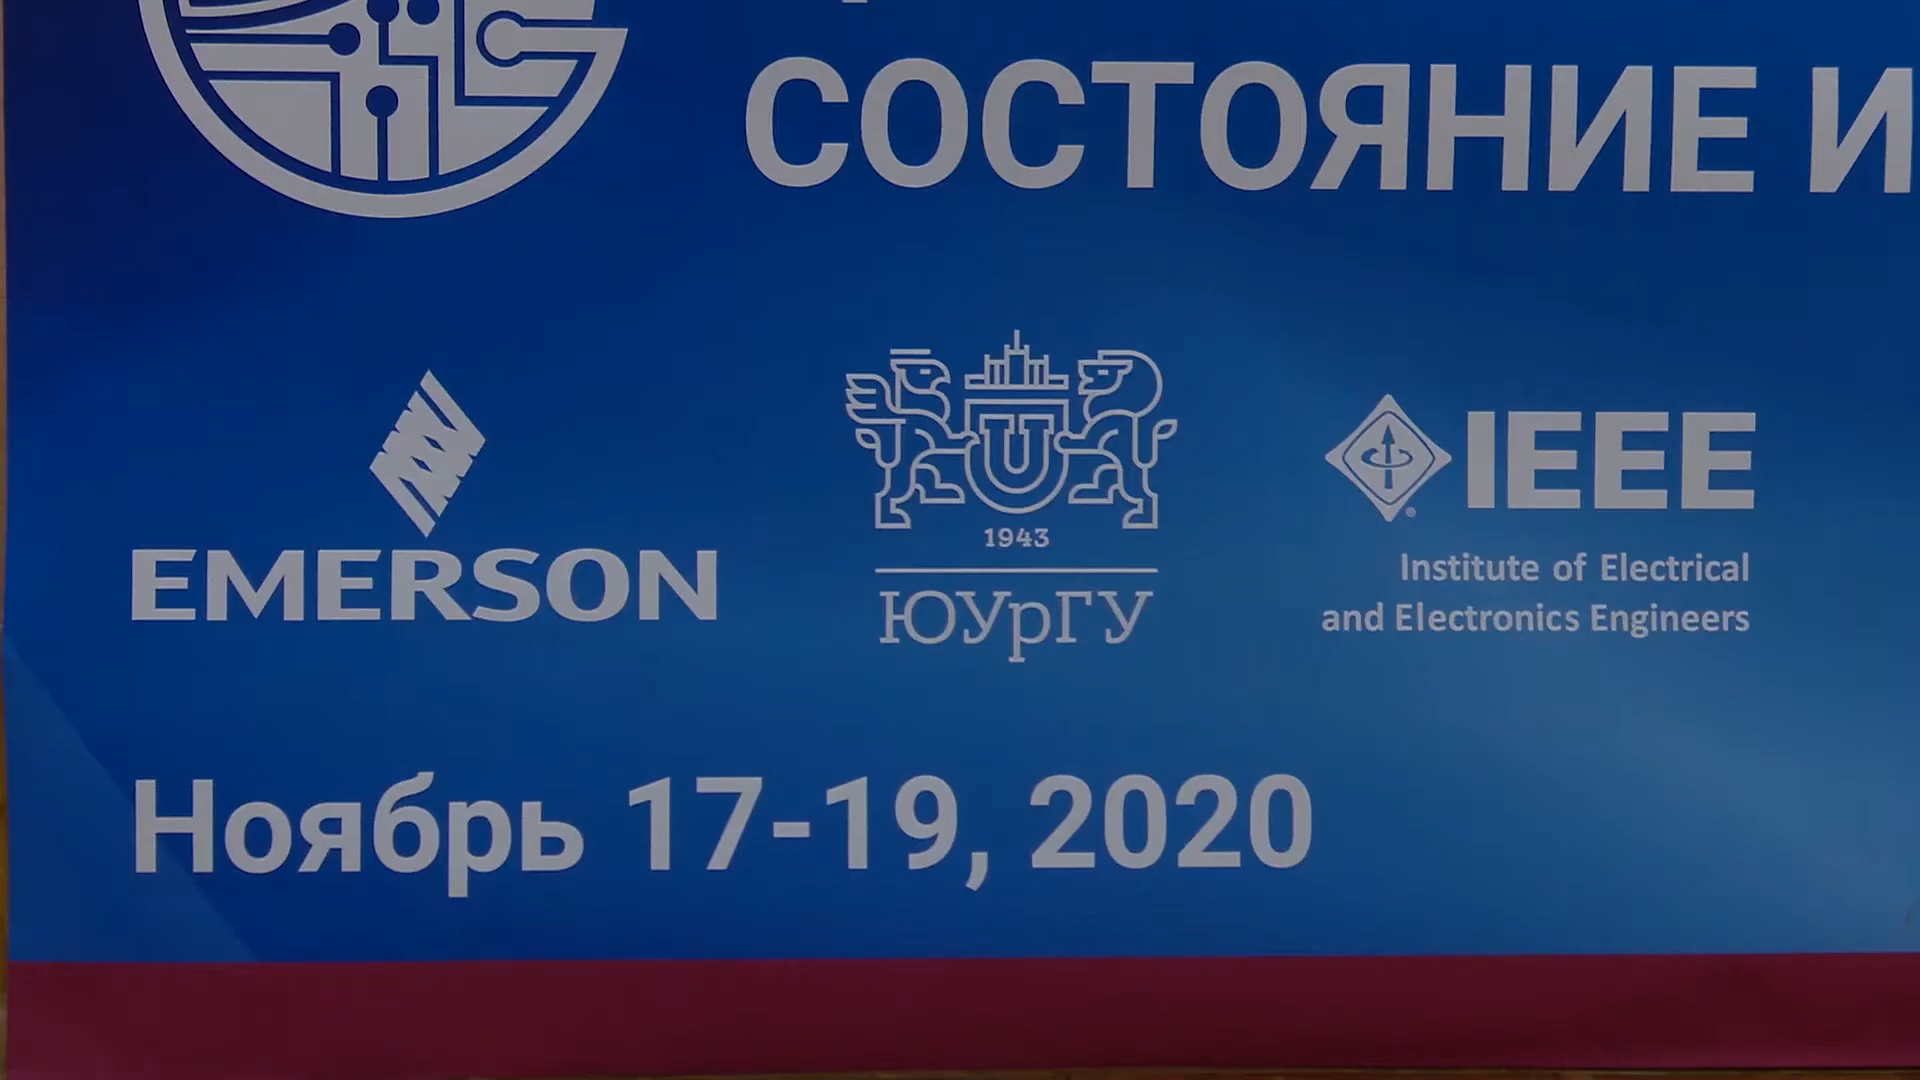 СОСТОЯНИЕ И
EMERSON
1943
ЮУрГУ
IEEE
Institute of Electrical
and Electronics Engineers
Ноябрь 17-19, 2020